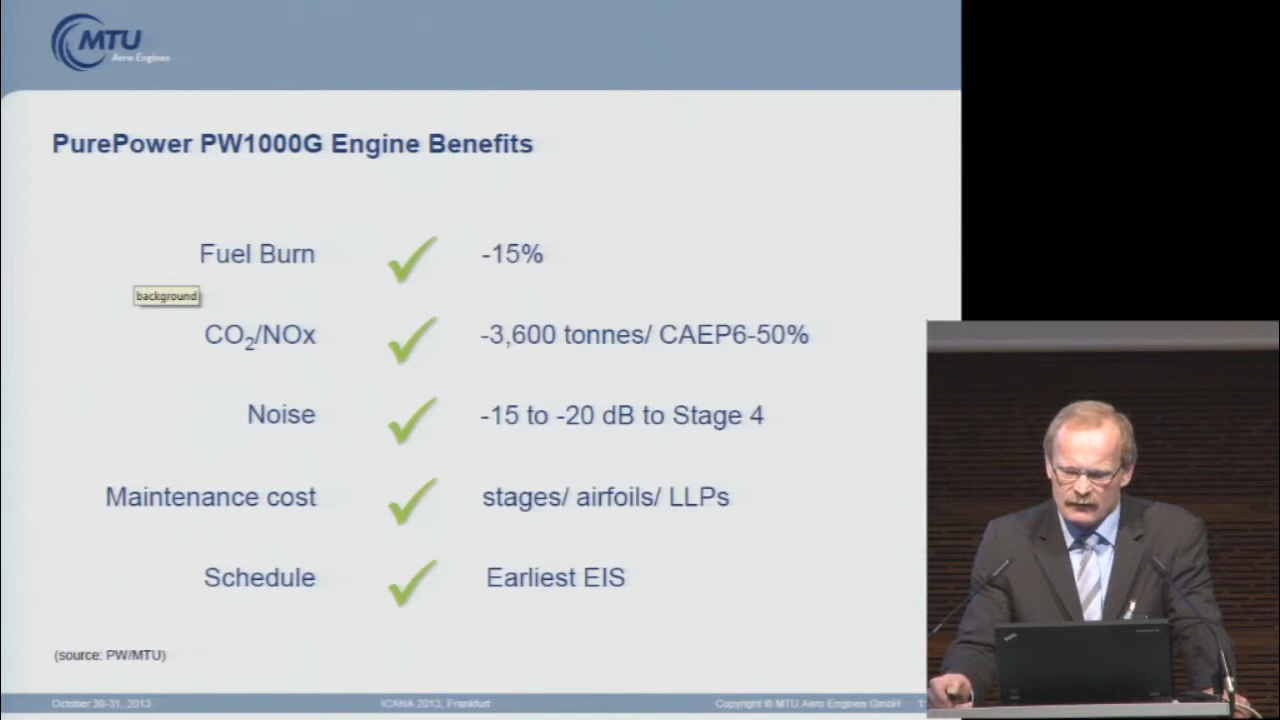 MTU
Aero Engines
PurePower PW1000G Engine Benefits
Fuel Burn -15%
background
CO₂/NOx -3,600 tonnes/ CAEP6-50%
Noise -15 to -20 dB to Stage 4
Maintenance cost stages/ airfoils/ LLPs
Schedule Earliest EIS
(source: PW/MTU)
October 30-31, 2013 ICANA 2013, Frankfurt Copyright © MTU Aero Engines GmbH